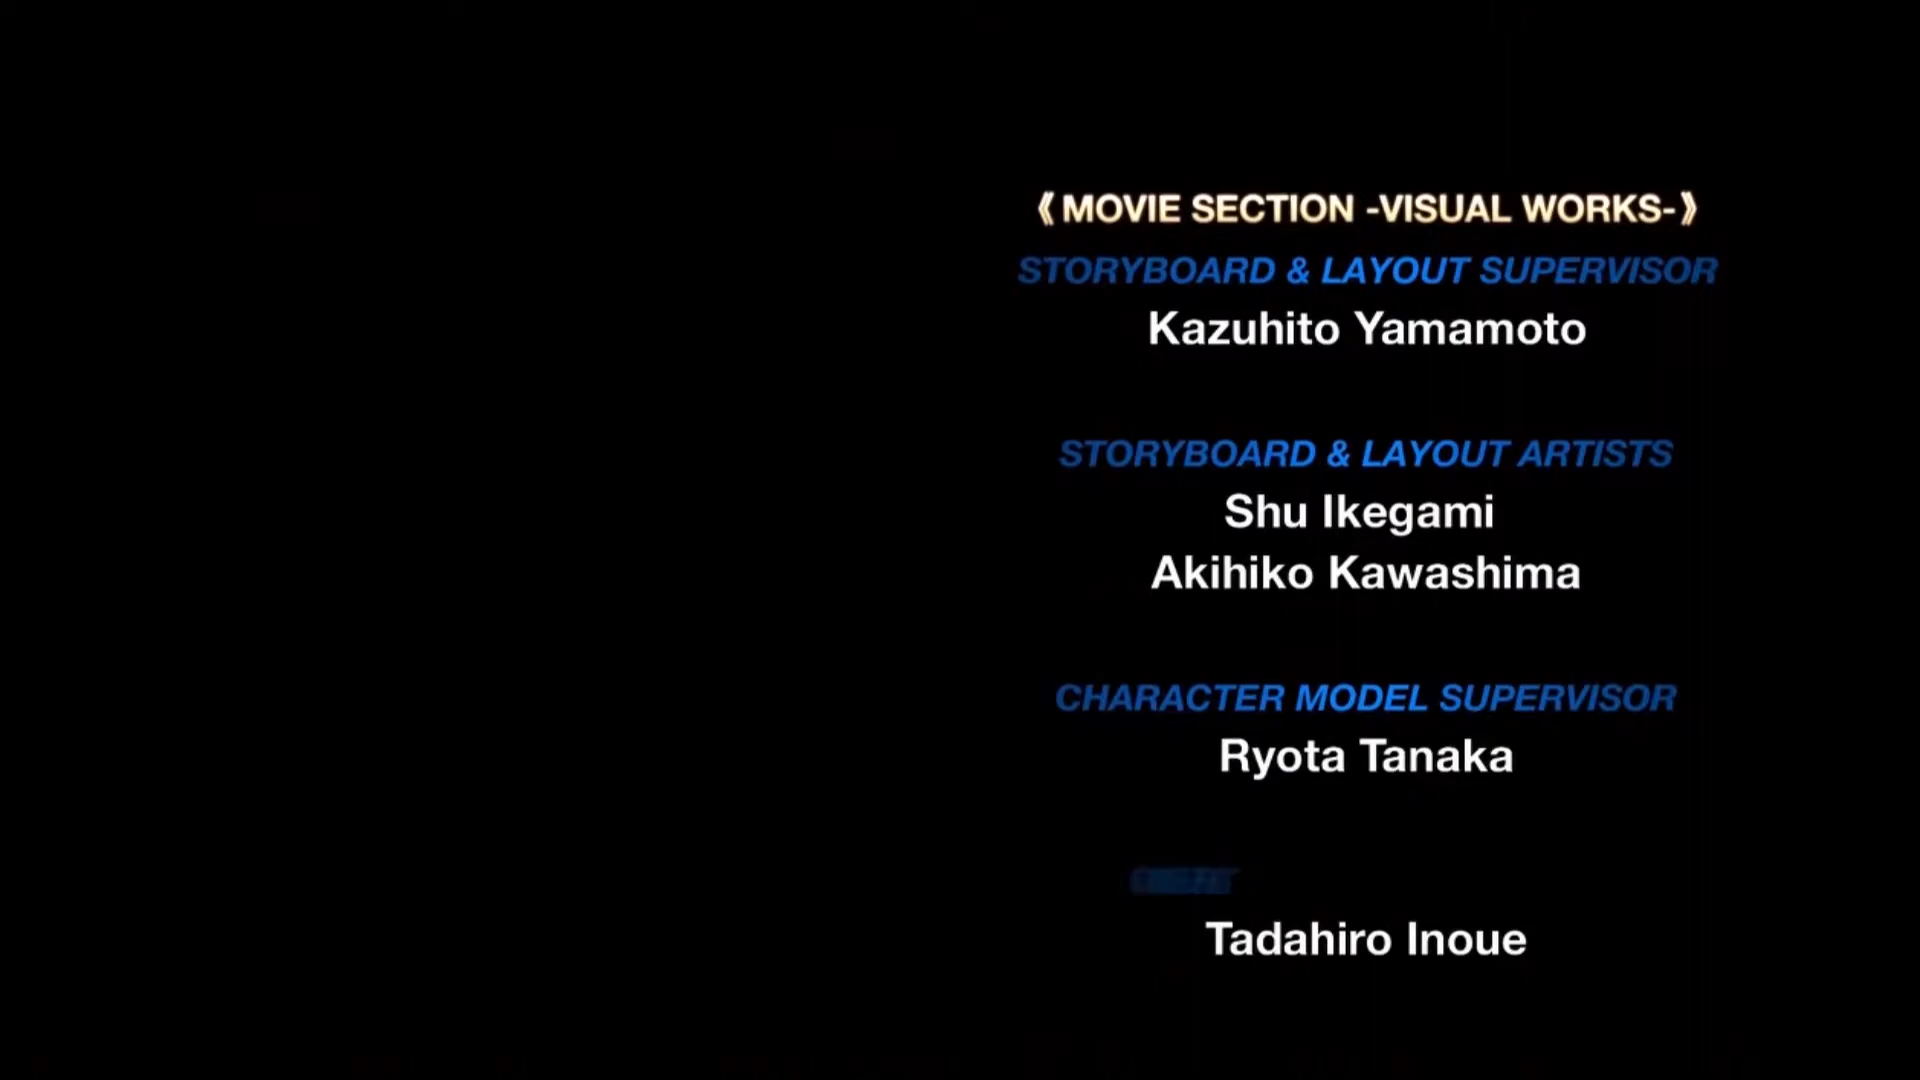 《MOVIE SECTION -VISUAL WORKS-》
STORYBOARD & LAYOUT SUPERVISOR
Kazuhito Yamamoto
STORYBOARD & LAYOUT ARTISTS
Shu Ikegami
Akihiko Kawashima
CHARACTER MODEL SUPERVISOR
Ryota Tanaka
Tadahiro Inoue